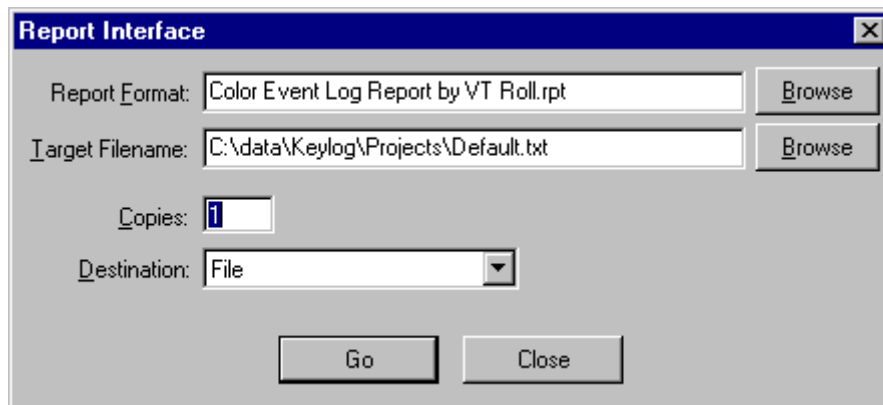 Report Interface
Report Format: Color Event Log Report by VT Roll.rpt Browse
Target Filename: C:\data\Keylog\Projects\Default.txt Browse
Copies: 1
Destination: File
Go Close